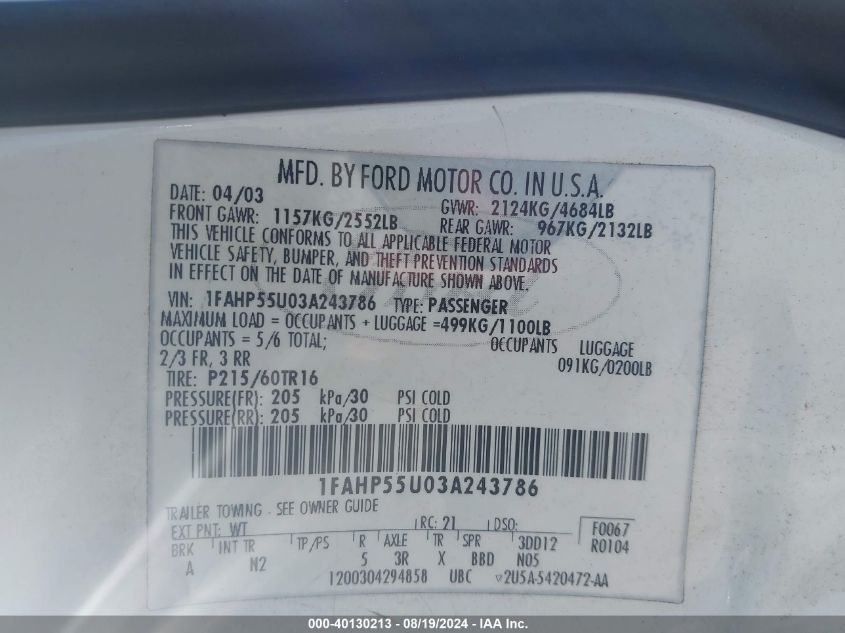 MFD. BY FORD MOTOR CO. IN U.S.A.
DATE: 04/03 GVWR: 2124KG/4684LB
FRONT GAWR: 1157KG/2552LB REAR GAWR: 967KG/2132LB
THIS VEHICLE CONFORMS TO ALL APPLICABLE FEDERAL MOTOR
VEHICLE SAFETY, BUMPER, AND THEFT PREVENTION STANDARDS
IN EFFECT ON THE DATE OF MANUFACTURE SHOWN ABOVE.
VIN: 1FAHP55U03A243786 TYPE: PASSENGER
MAXIMUM LOAD = OCCUPANTS + LUGGAGE =499KG/1100LB
OCCUPANTS = 5/6 TOTAL; OCCUPANTS LUGGAGE
2/3 FR, 3 RR 091KG/0200LB
TIRE: P215/60TR16
PRESSURE(FR): 205 kPa/30 PSI COLD
PRESSURE(RR): 205 kPa/30 PSI COLD
1FAHP55U03A243786
TRAILER TOWING - SEE OWNER GUIDE
EXT PNT: WT RC: 21 DSO: F0067
BRK INT TR TP/PS R AXLE TR SPR 3DD12 R0104
A N2 5 3R X BBD N05
1200304294858 UBC 2U5A-5420472-AA
000-40130213 - 08/19/2024 - IAA Inc.